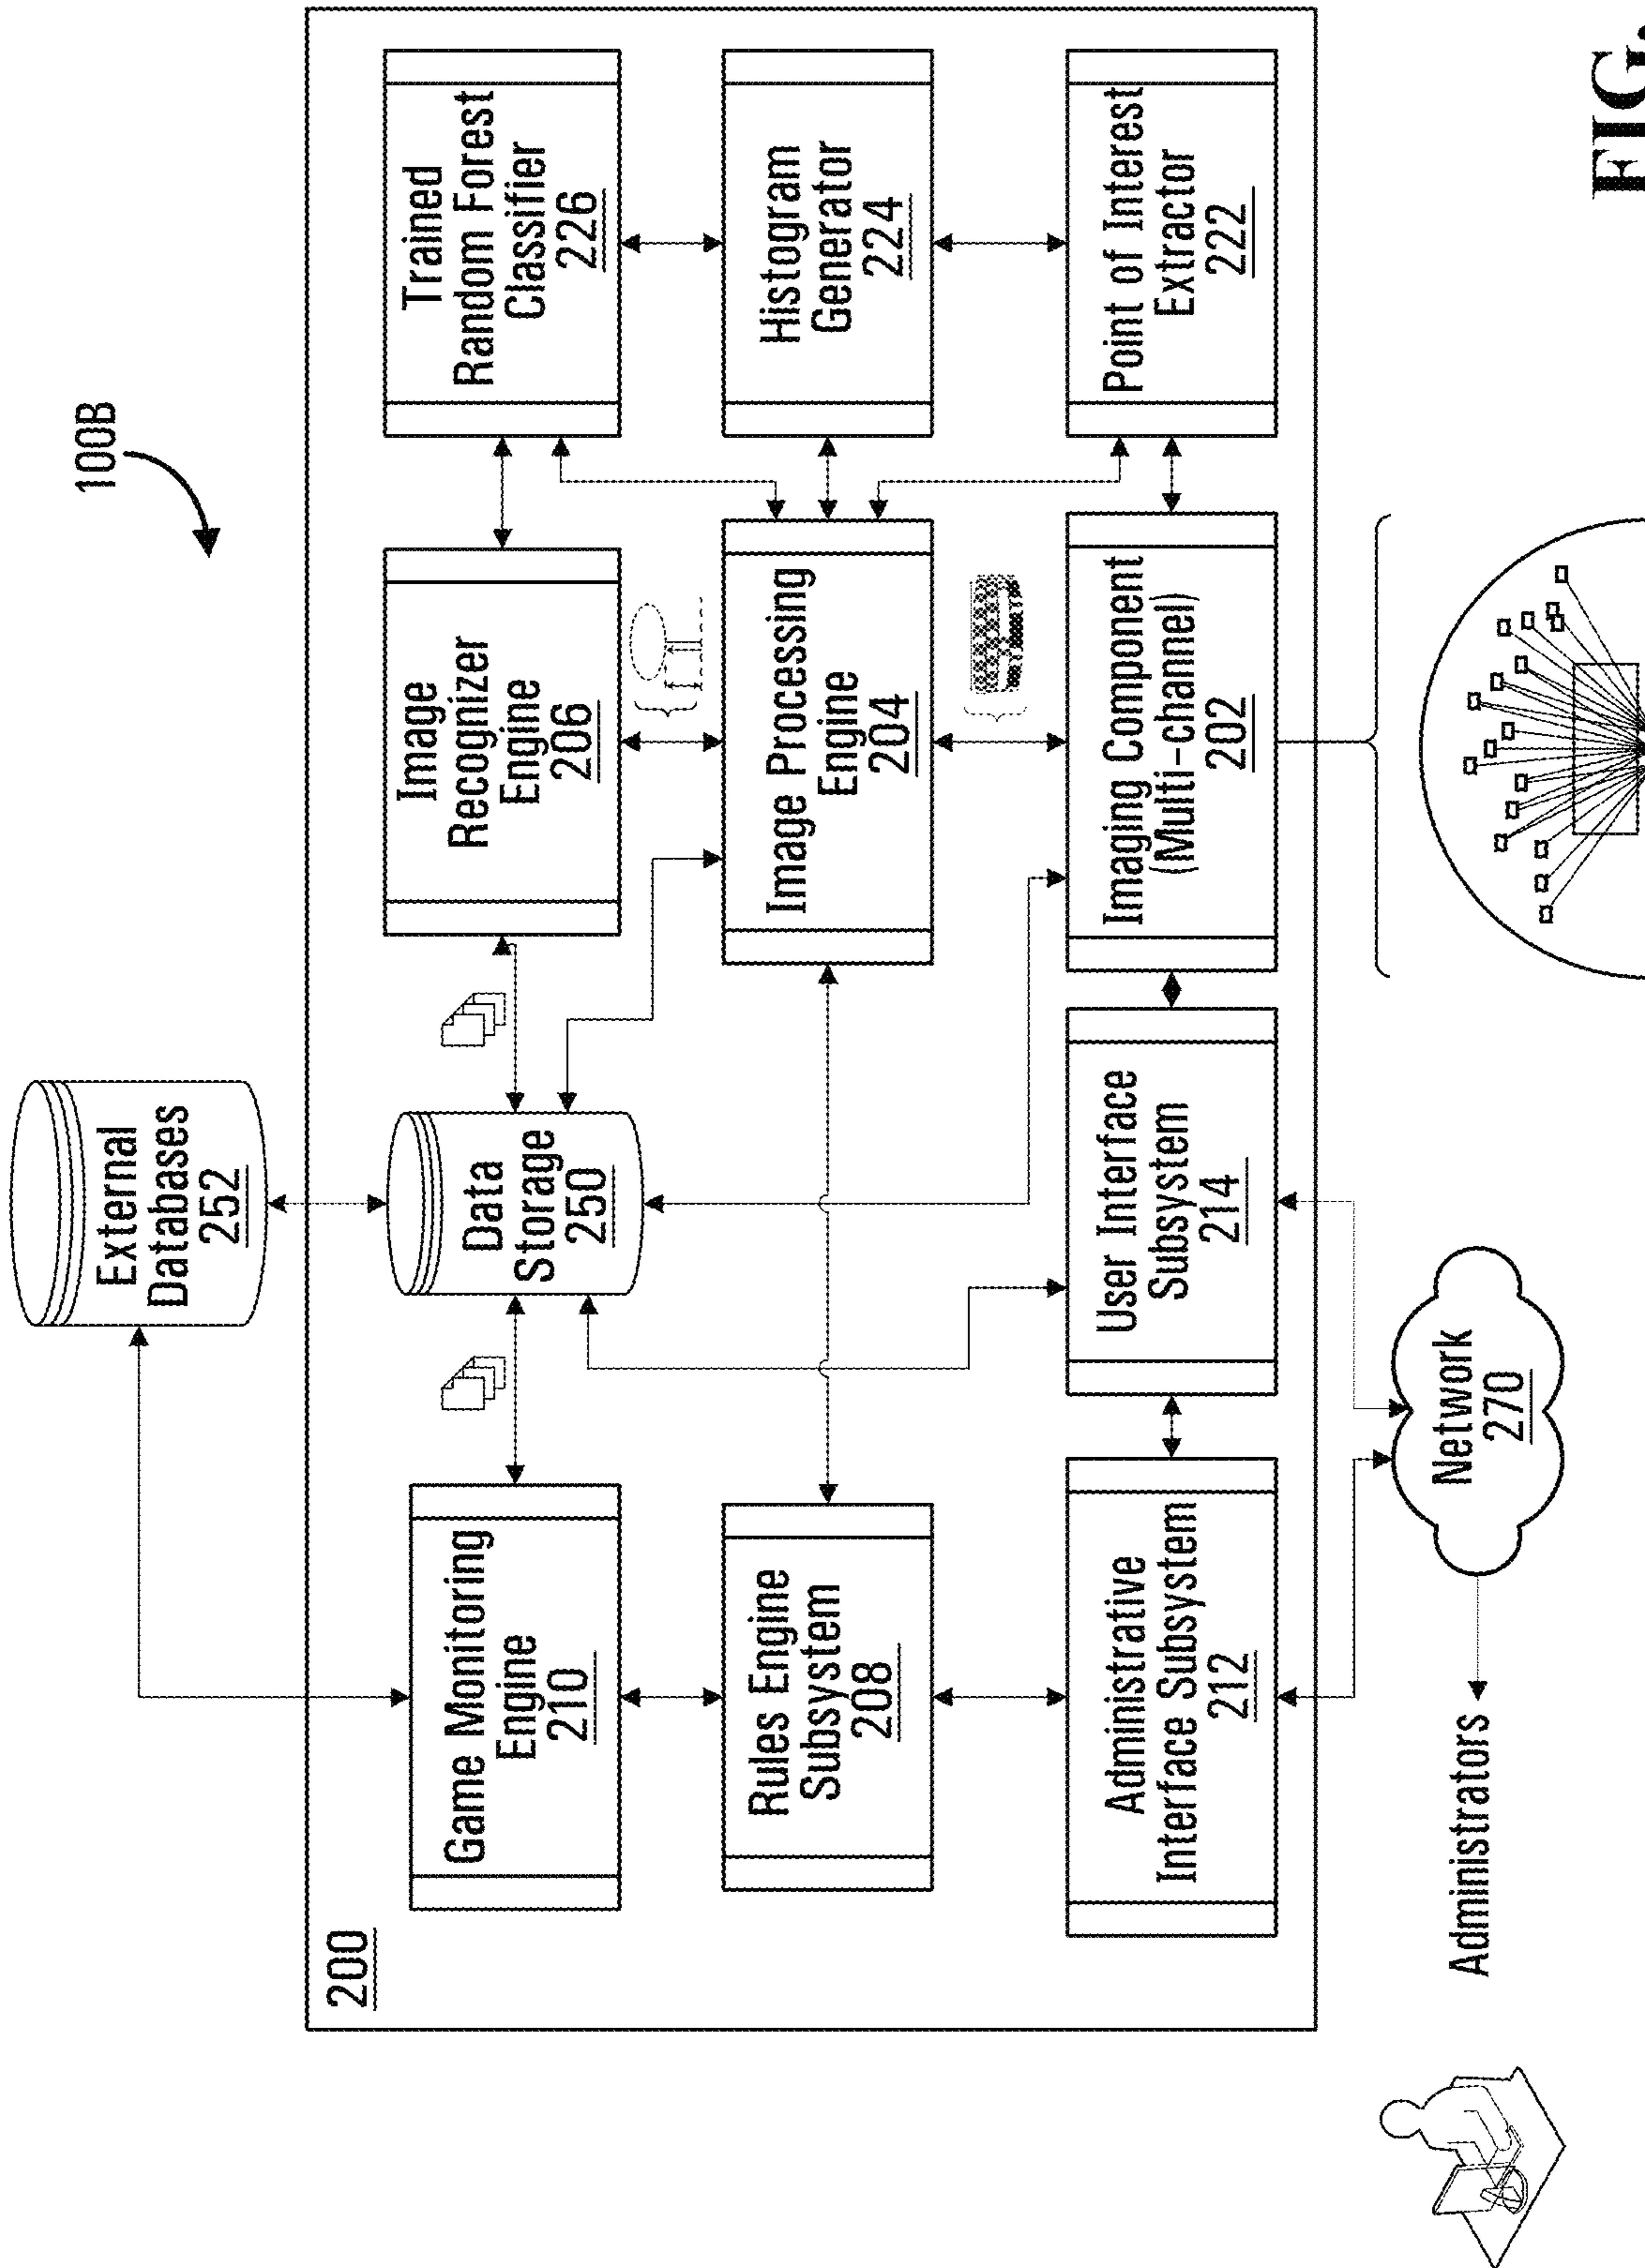 100B
External
Databases
252
200
Game Monitoring
Engine
210
Data
Storage
250
Image
Recognizer
Engine
206
Trained
Random Forest
Classifier
226
Rules Engine
Subsystem
208
Image Processing
Engine
204
Histogram
Generator
224
Administrative
Interface Subsystem
212
User Interface
Subsystem
214
Imaging Component
(Multi-channel)
202
Point of Interest
Extractor
222
Network
270
Administrators
FIG.